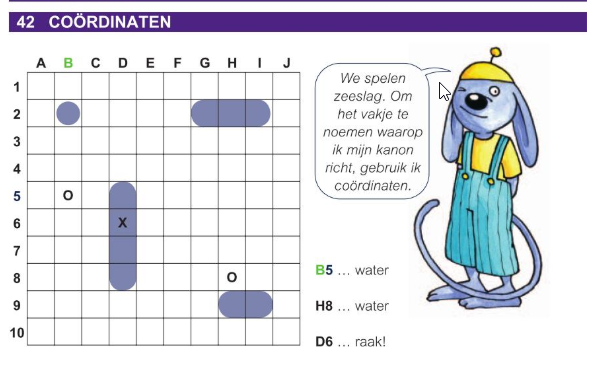 42 COÖRDINATEN
A B C D E F G H I J
1
2
3
4
5 O
6 X
7
8 O
9
10
We spelen
zeeslag. Om
het vakje te
noemen waarop
ik mijn kanon
richt, gebruik ik
coördinaten.
B5 ... water
H8 ... water
D6 ... raak!